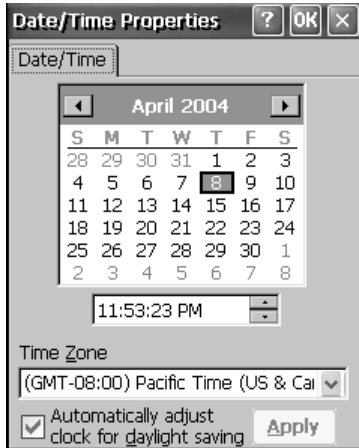 Date/Time Properties ? OK ×
Date/Time
April 2004
S M T W T F S
28 29 30 31 1 2 3
4 5 6 7 8 9 10
11 12 13 14 15 16 17
18 19 20 21 22 23 24
25 26 27 28 29 30 1
2 3 4 5 6 7 8
11:53:23 PM
Time Zone
(GMT-08:00) Pacific Time (US & Car
Automatically adjust
clock for daylight saving
Apply